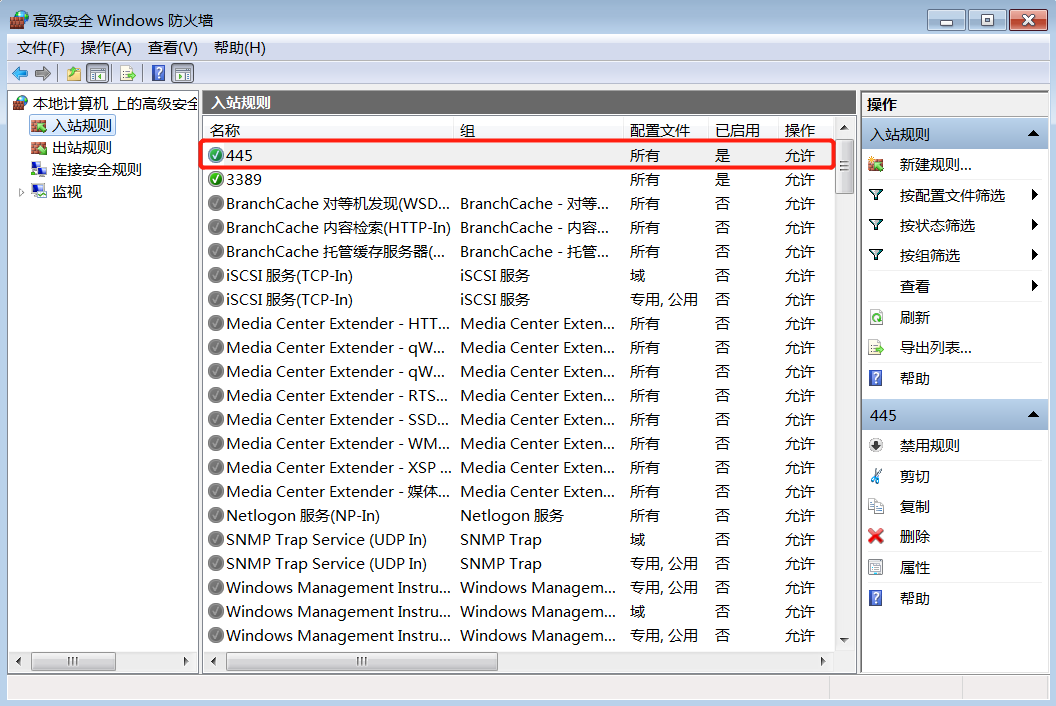 高级安全 Windows 防火墙
文件(F) 操作(A) 查看(V) 帮助(H)
本地计算机 上的高级安全
入站规则
出站规则
连接安全规则
监视
入站规则
名称 组 配置文件 已启用 操作
445 所有 是 允许
3389 所有 是 允许
BranchCache 对等机发现(WSD... BranchCache - 对等... 所有 否 允许
BranchCache 内容检索(HTTP-In) BranchCache - 内容... 所有 否 允许
BranchCache 托管缓存服务器(... BranchCache - 托管... 所有 否 允许
iSCSI 服务(TCP-In) iSCSI 服务 域 否 允许
iSCSI 服务(TCP-In) iSCSI 服务 专用, 公用 否 允许
Media Center Extender - HTT... Media Center Exten... 所有 否 允许
Media Center Extender - qW... Media Center Exten... 所有 否 允许
Media Center Extender - qW... Media Center Exten... 所有 否 允许
Media Center Extender - RTS... Media Center Exten... 所有 否 允许
Media Center Extender - SSD... Media Center Exten... 所有 否 允许
Media Center Extender - WM... Media Center Exten... 所有 否 允许
Media Center Extender - XSP ... Media Center Exten... 所有 否 允许
Media Center Extender - 媒体... Media Center Exten... 所有 否 允许
Netlogon 服务(NP-In) Netlogon 服务 所有 否 允许
SNMP Trap Service (UDP In) SNMP Trap 域 否 允许
SNMP Trap Service (UDP In) SNMP Trap 专用, 公用 否 允许
Windows Management Instru... Windows Managem... 专用, 公用 否 允许
Windows Management Instru... Windows Managem... 域 否 允许
Windows Management Instru... Windows Managem... 专用, 公用 否 允许
操作
入站规则
新建规则...
按配置文件筛选
按状态筛选
按组筛选
查看
刷新
导出列表...
帮助
445
禁用规则
剪切
复制
删除
属性
帮助